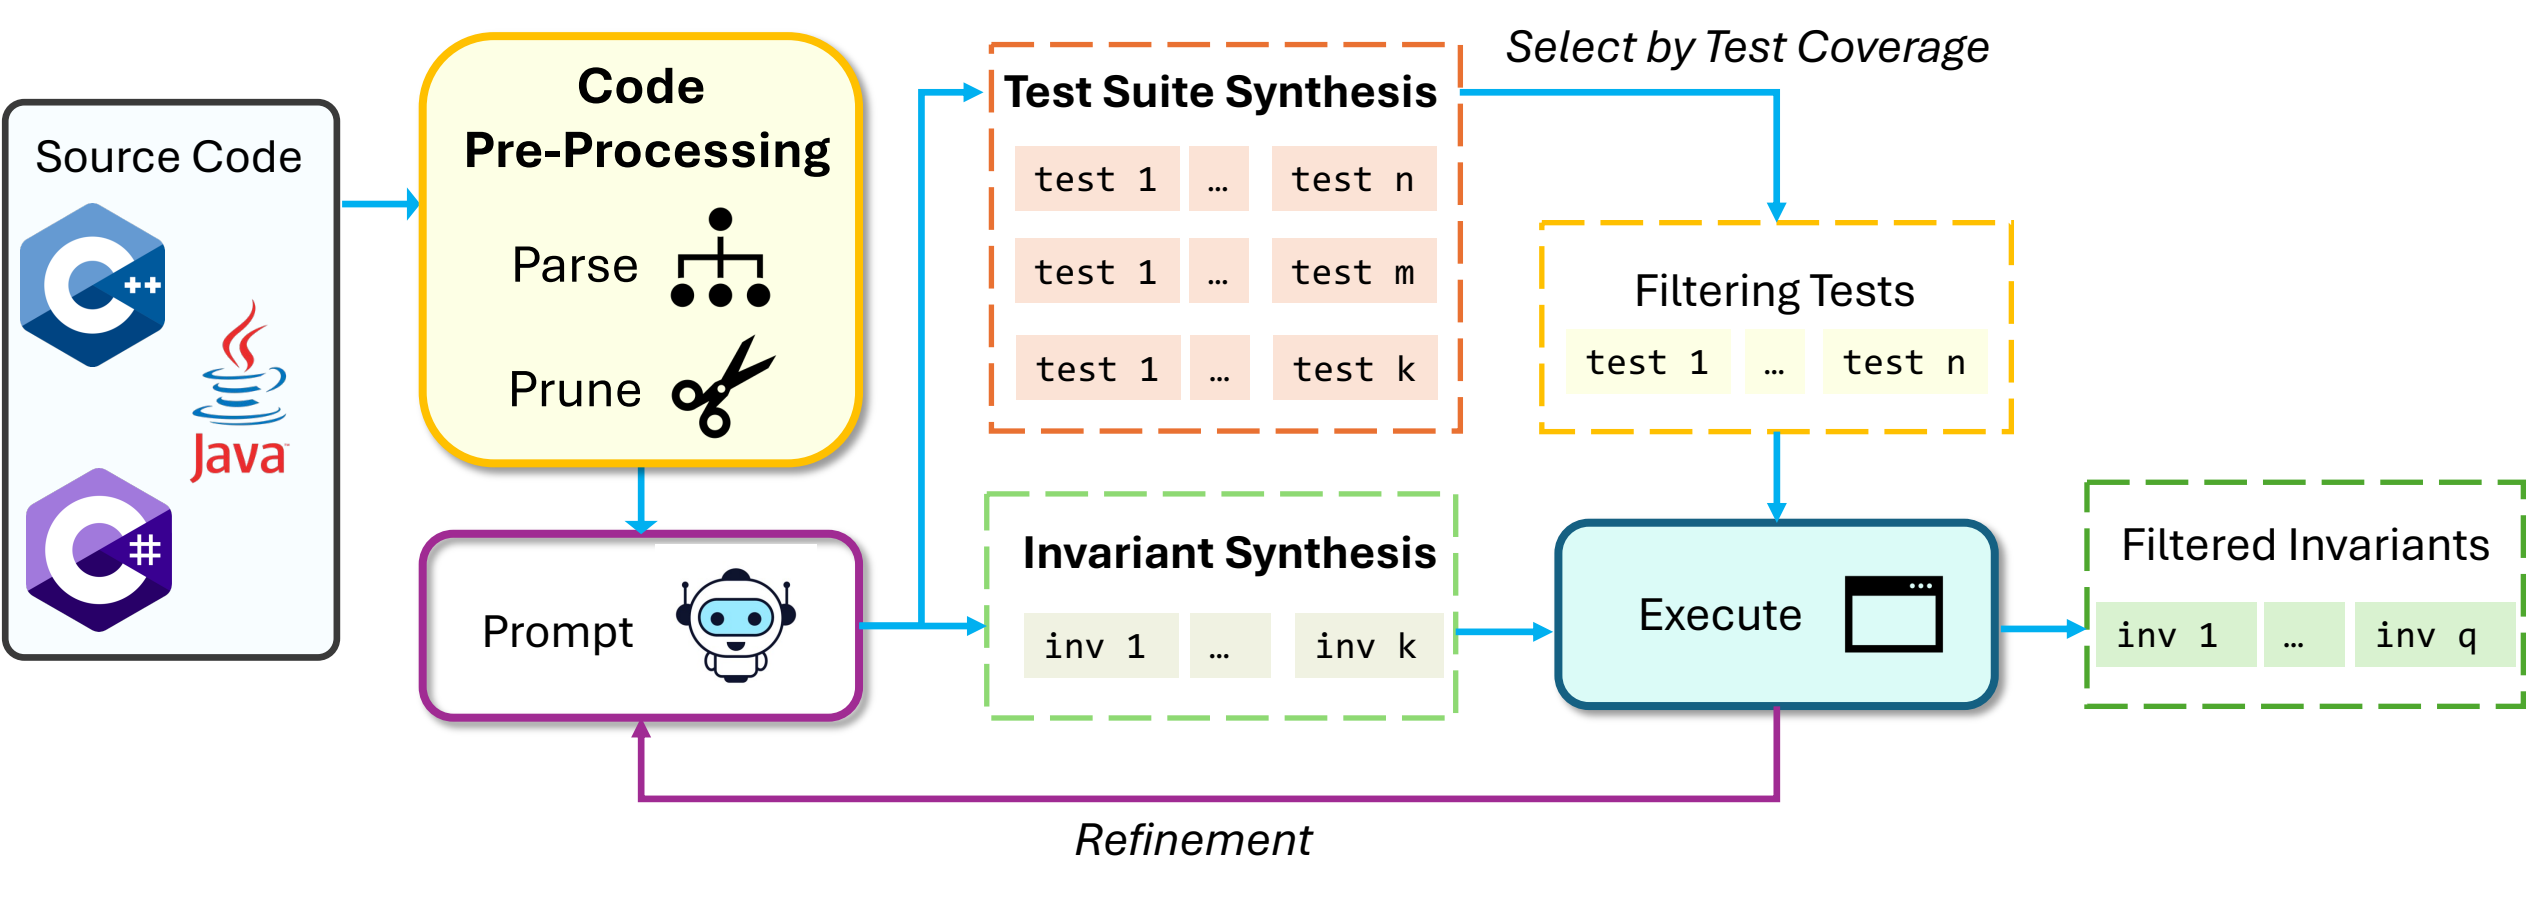 Source Code
++
Java
#
Code
Pre-Processing
Parse
Prune
Prompt
Test Suite Synthesis
test 1 … test n
test 1 … test m
test 1 … test k
Invariant Synthesis
inv 1 … inv k
Select by Test Coverage
Filtering Tests
test 1 … test n
Execute
Filtered Invariants
inv 1 … inv q
Refinement